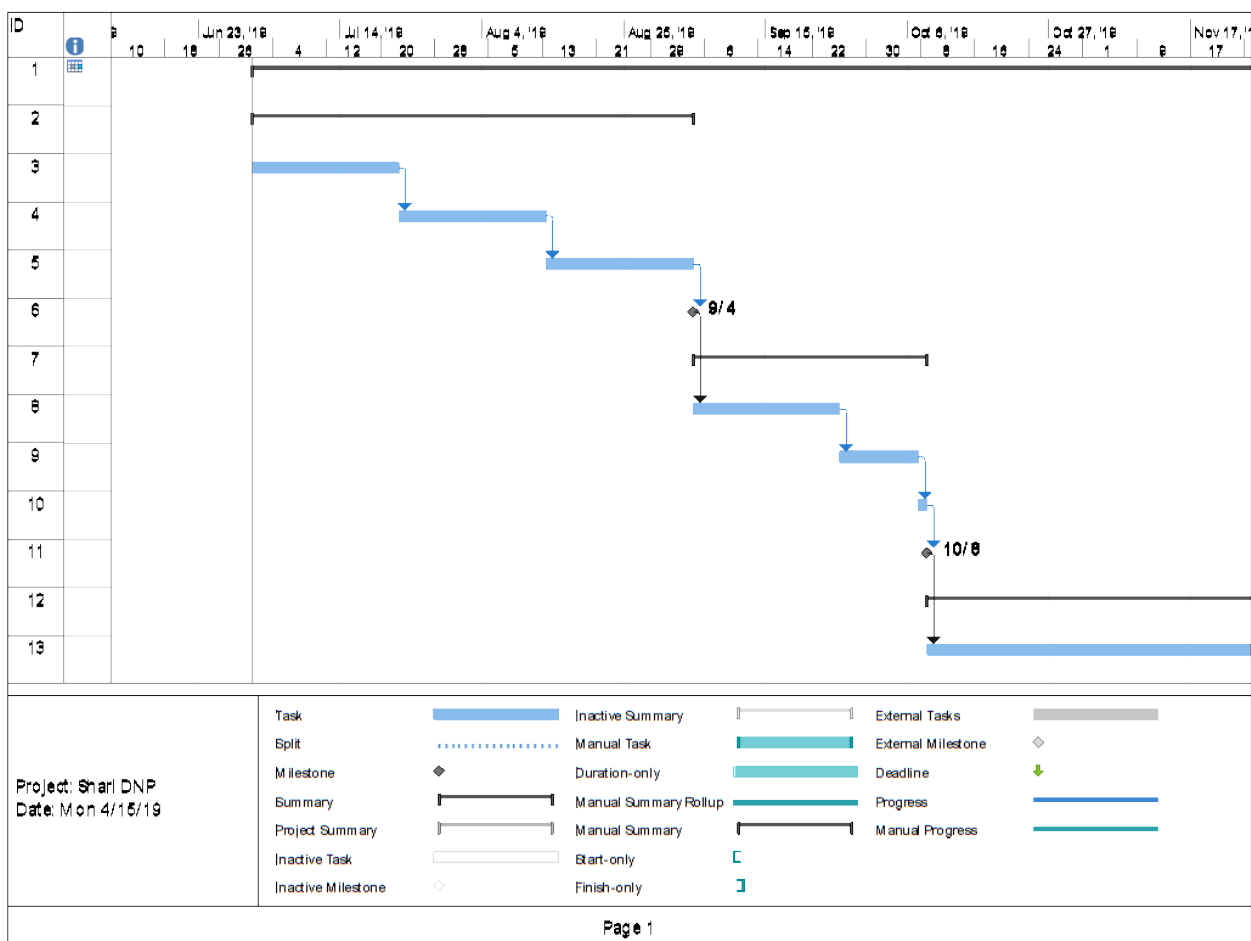 ID
9 Jun 23, '19 Jul 14, '19 Aug 4, '19 Aug 25, '19 Sep 15, '19 Oct 6, '19 Oct 27, '19 Nov 17, '1
10 18 26 4 12 20 28 5 13 21 29 6 14 22 30 8 16 24 1 9 17
1
2
3
4
5
6 9/4
7
8
9
10
11 10/8
12
13
Project: Shari DNP
Date: Mon 4/15/19
Task Inactive Summary External Tasks
Split Manual Task External Milestone
Milestone Duration-only Deadline
Summary Manual Summary Rollup Progress
Project Summary Manual Summary Manual Progress
Inactive Task Start-only
Inactive Milestone Finish-only
Page 1